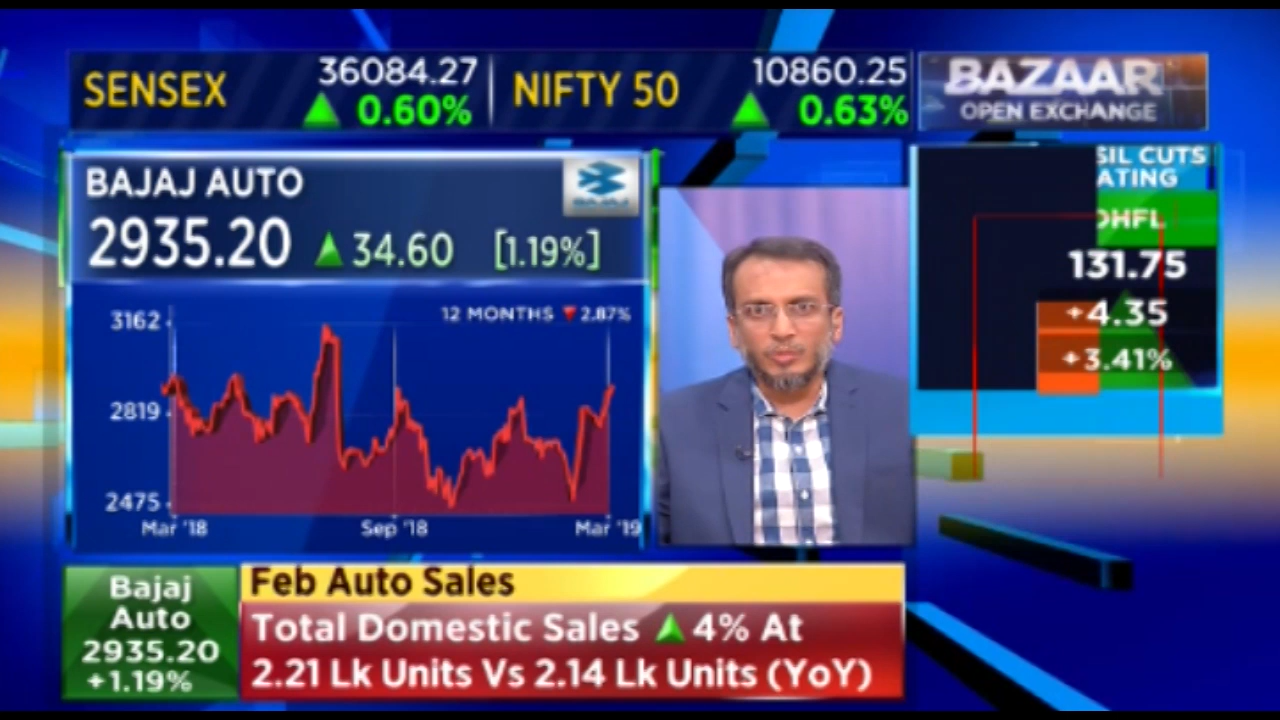 SENSEX
36084.27
0.60%
NIFTY 50
10860.25
0.63%
BAZAAR
OPEN EXCHANGE
BAJAJ AUTO
BAJAJ
2935.20 34.60 [1.19%]
12 MONTHS 2.87%
3162
2819
2475
Mar '18
Sep '18
Mar '19
SIL CUTS
ATING
DHFL
131.75
+4.35
+3.41%
Bajaj
Auto
2935.20
+1.19%
Feb Auto Sales
Total Domestic Sales 4% At
2.21 Lk Units Vs 2.14 Lk Units (YoY)